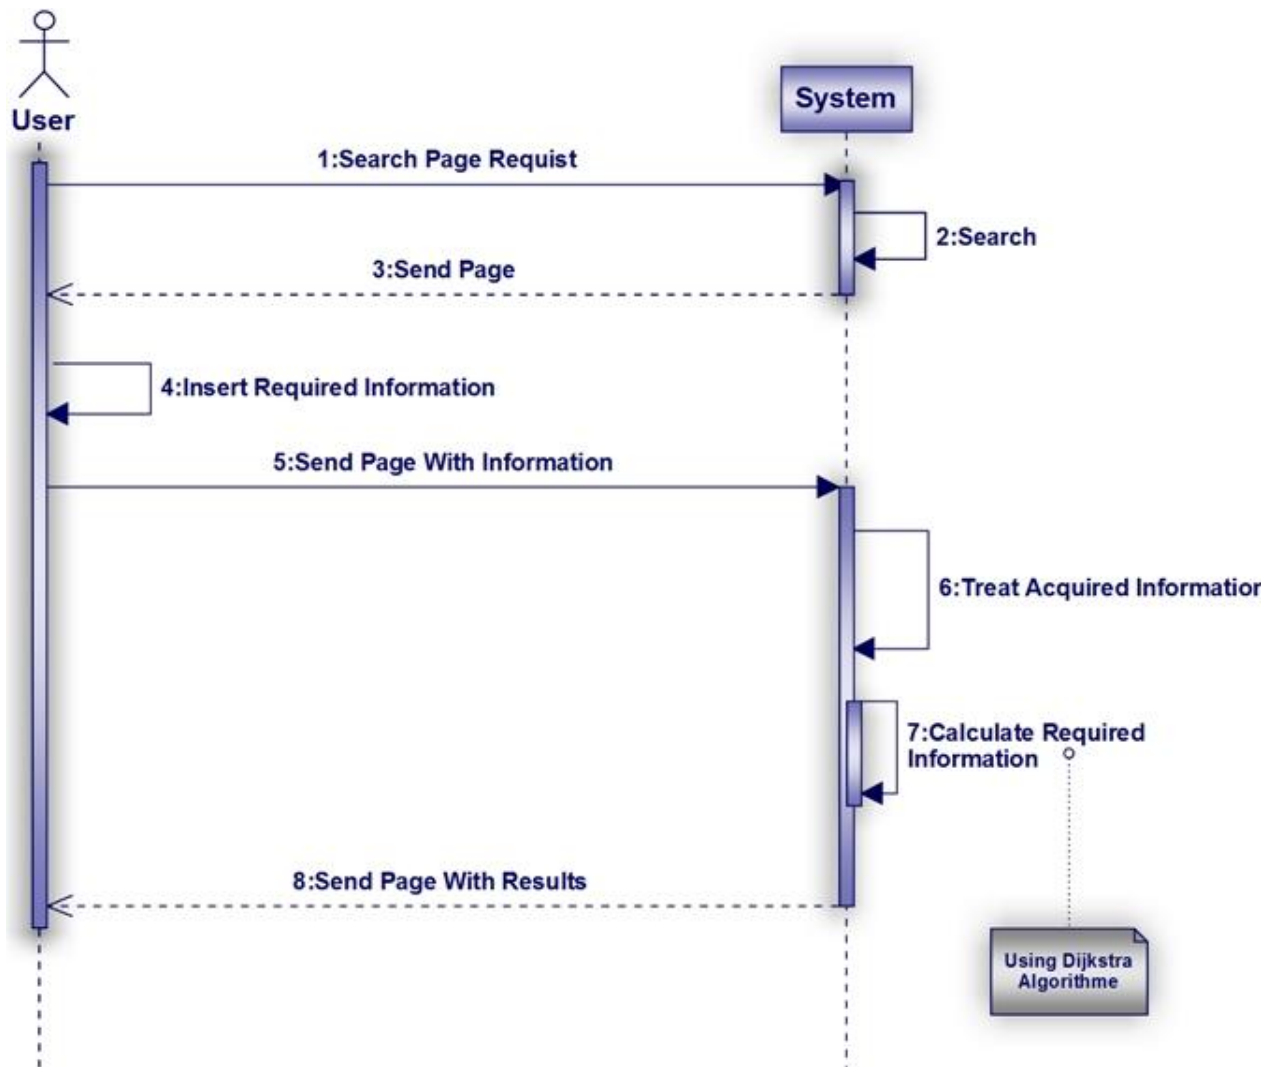 User
System
1:Search Page Requist
2:Search
3:Send Page
4:Insert Required Information
5:Send Page With Information
6:Treat Acquired Information
7:Calculate Required
Information
8:Send Page With Results
Using Dijkstra
Algorithme